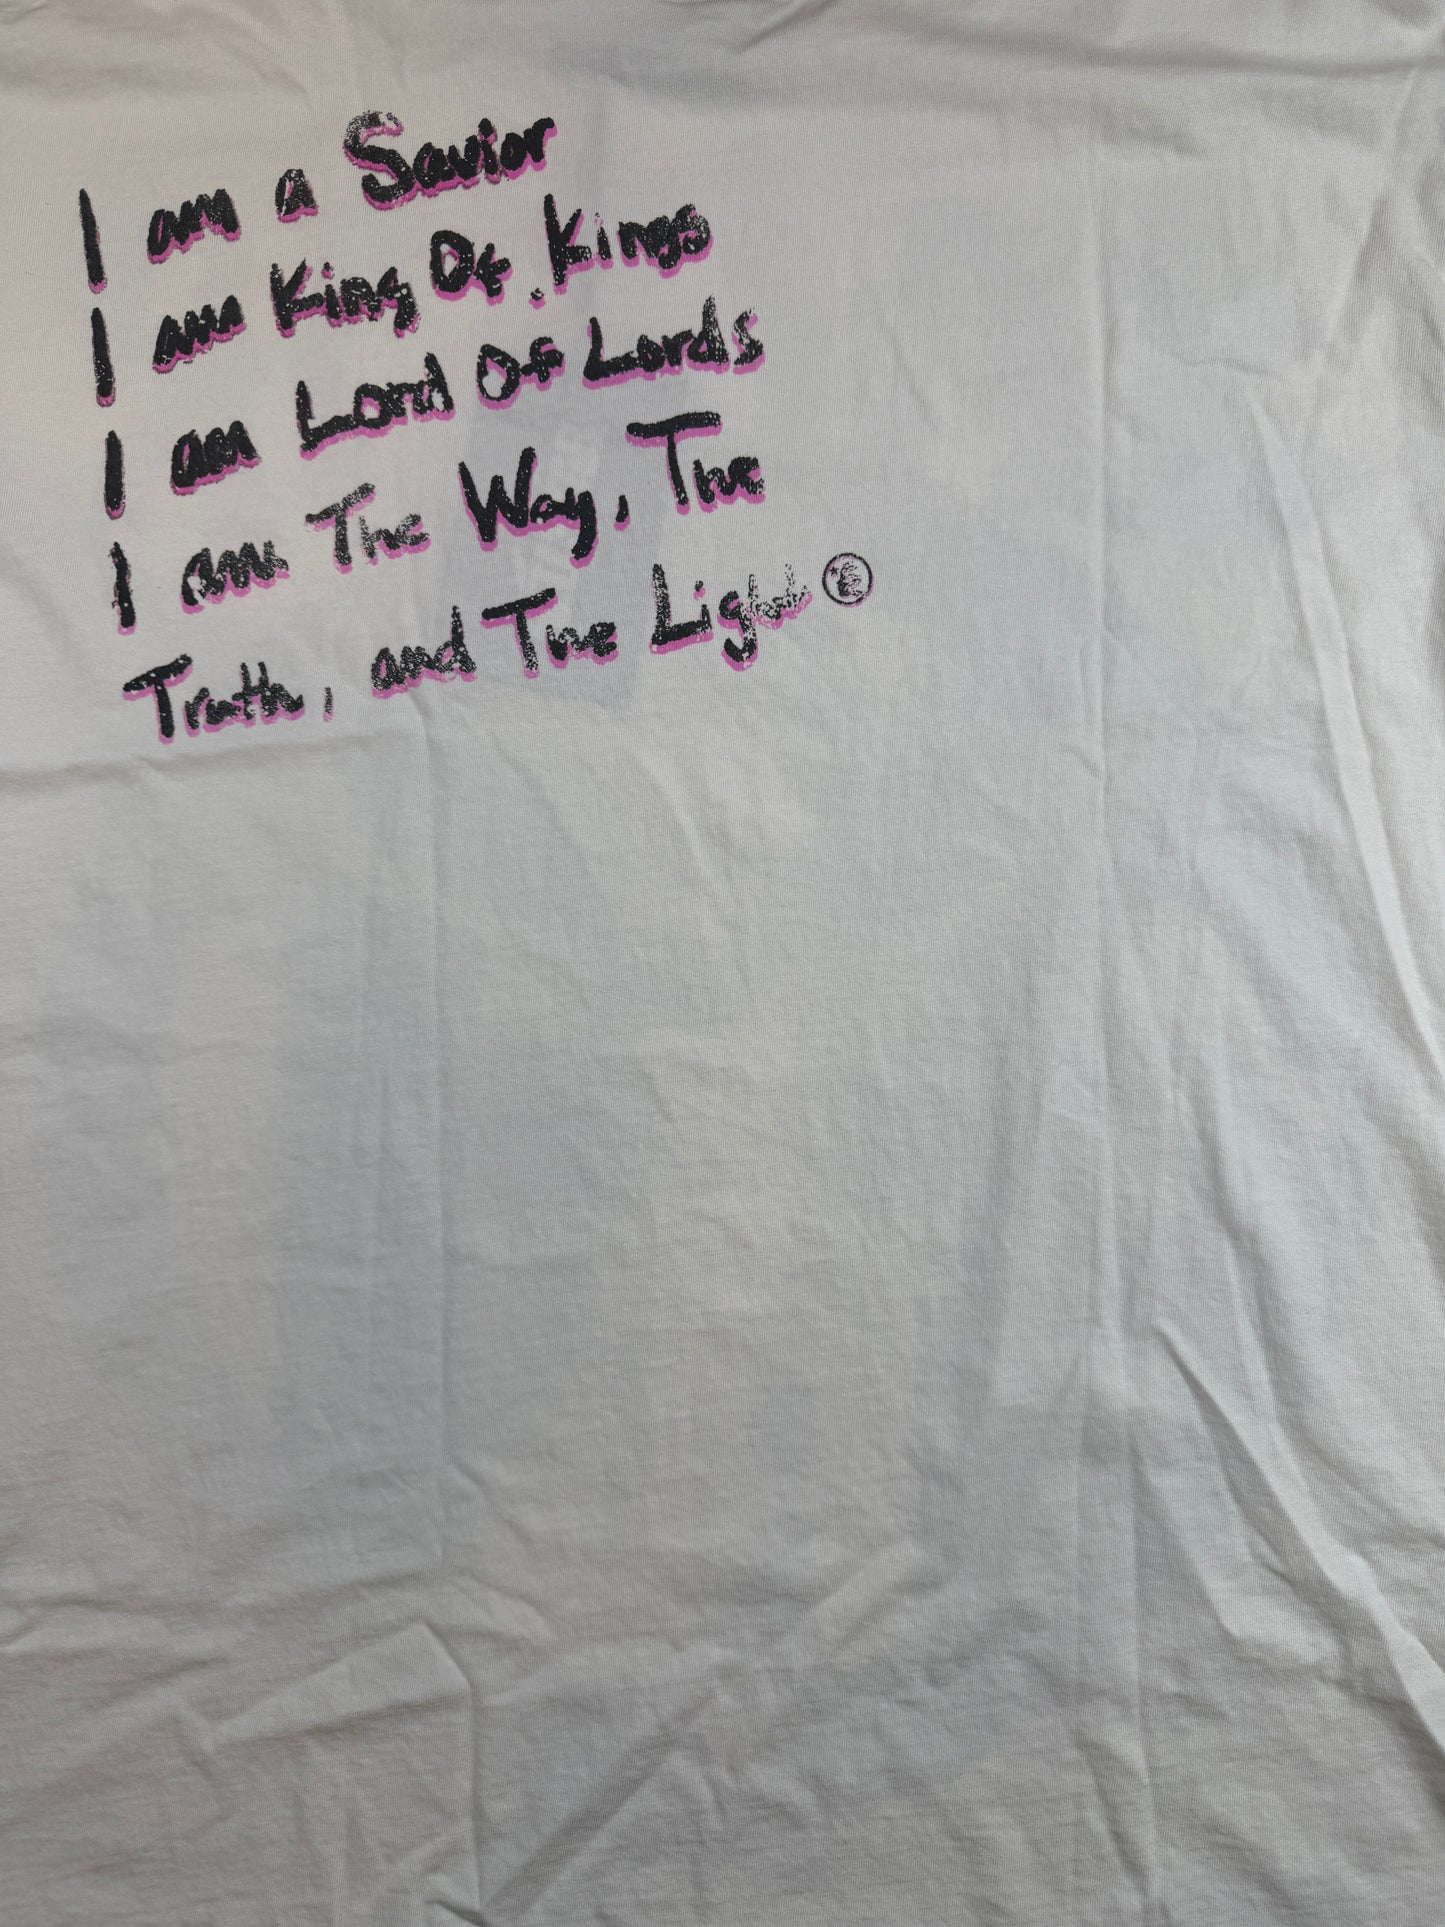 I am a Savior
I am King Of Kings
I am Lord Of Lords
I am The Way, The
Truth, and The Light